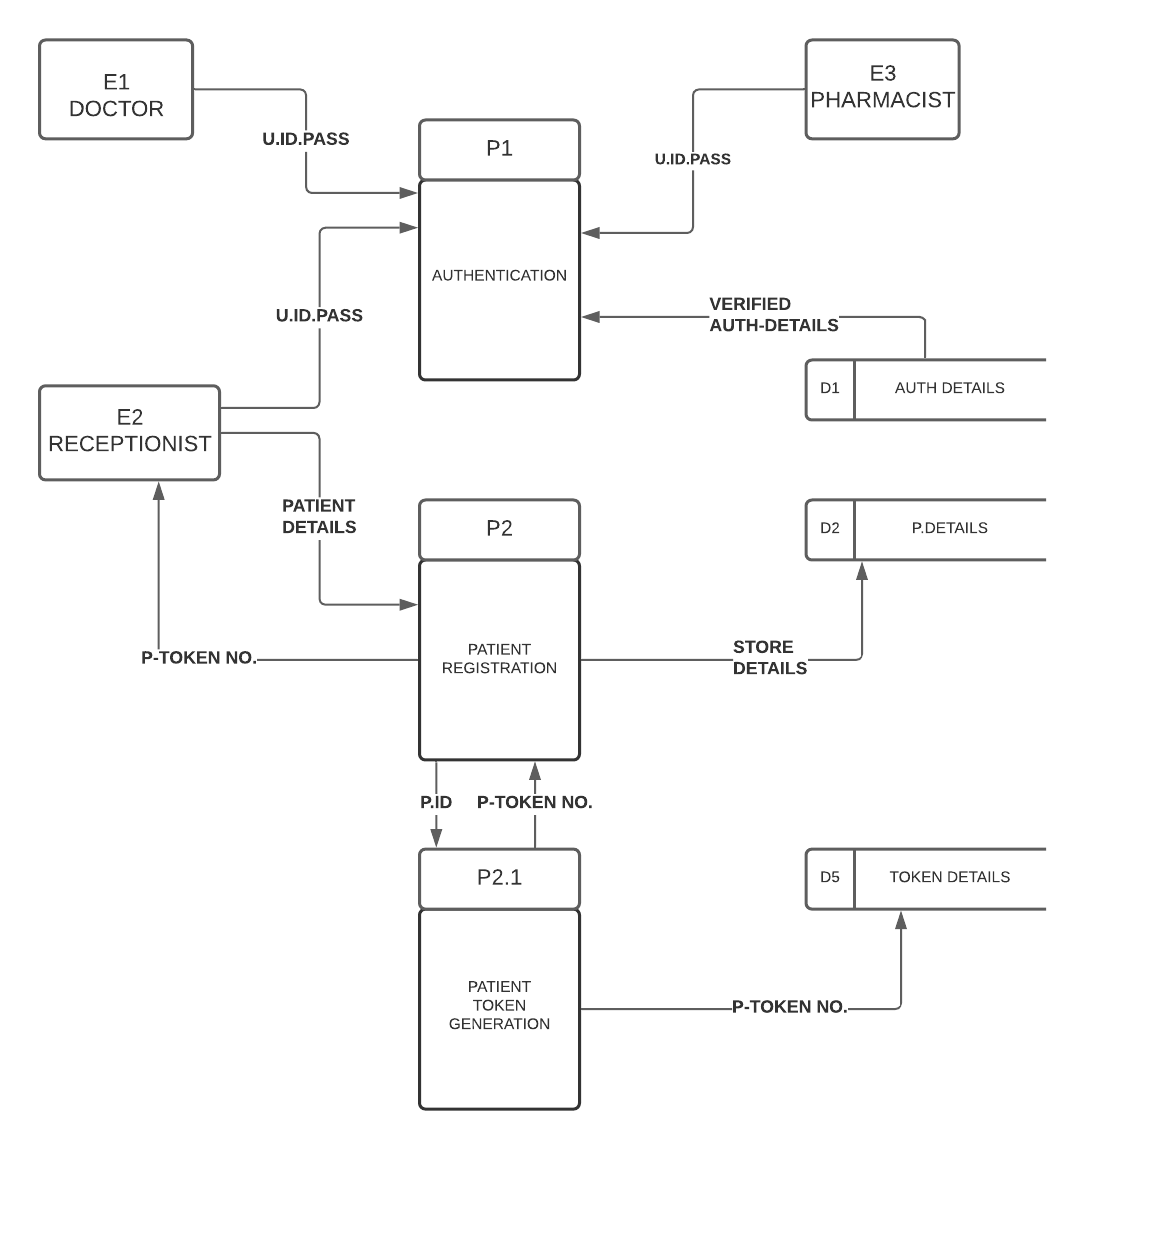 E1
DOCTOR
E3
PHARMACIST
U.ID.PASS
P1
U.ID.PASS
AUTHENTICATION
U.ID.PASS
VERIFIED
AUTH-DETAILS
D1
AUTH DETAILS
E2
RECEPTIONIST
PATIENT
DETAILS
P2
D2
P.DETAILS
PATIENT
REGISTRATION
P-TOKEN NO.
STORE
DETAILS
P.ID
P-TOKEN NO.
P2.1
D5
TOKEN DETAILS
PATIENT
TOKEN
GENERATION
P-TOKEN NO.